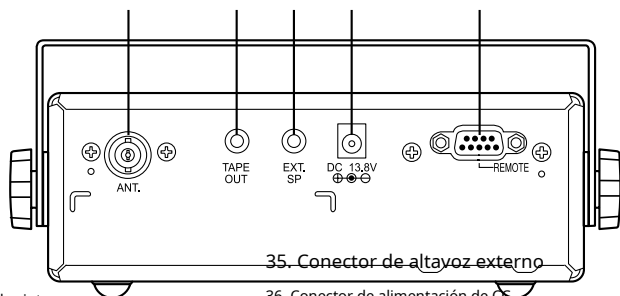 ANT.
TAPE
OUT
EXT.
SP
DC 13.8V
REMOTE
35. Conector de altavoz externo
36. Conector de alimentación de CC